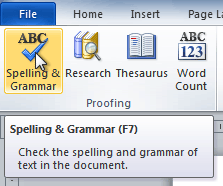 File Home Insert Page La
ABC ABC
123
Spelling & Research Thesaurus Word
Grammar Count
Proofing
Spelling & Grammar (F7)
Check the spelling and grammar of
text in the document.